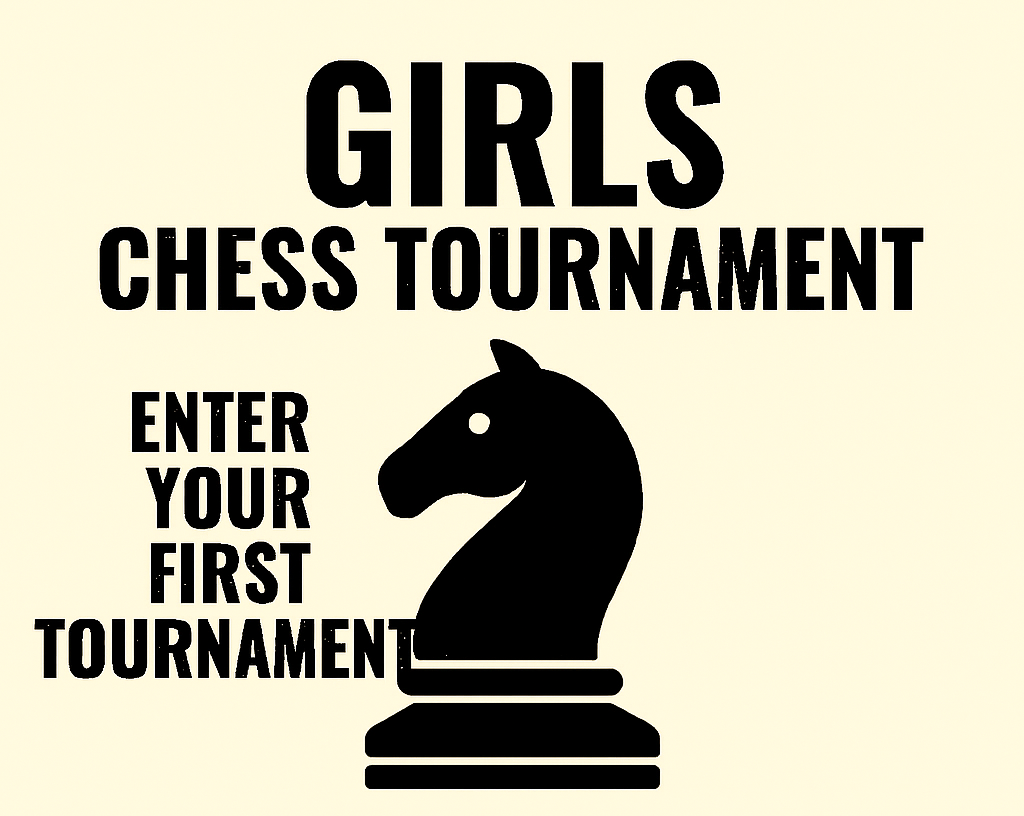 GIRLS
CHESS TOURNAMENT
ENTER
YOUR
FIRST
TOURNAMENT